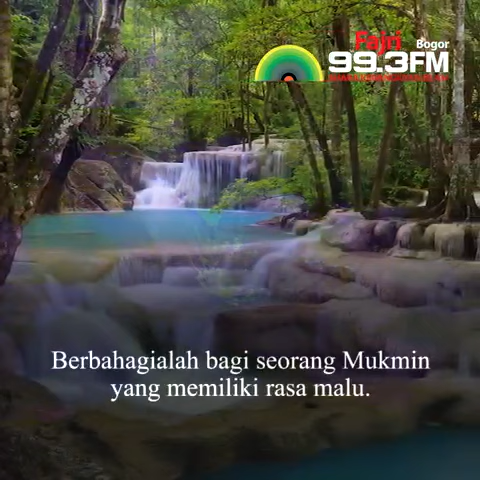 Fajri Bogor
99.3FM
Berbahagialah bagi seorang Mukmin
yang memiliki rasa malu.